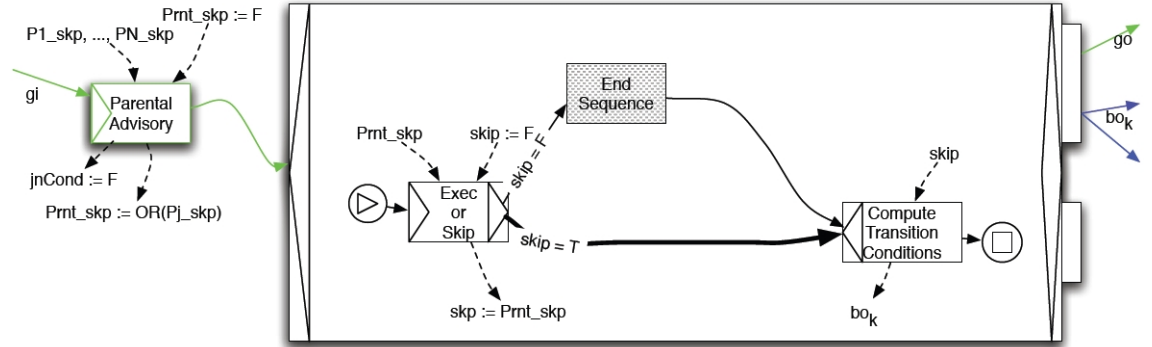 Prnt_skp := F
P1_skp, ..., PN_skp
gi
Parental
Advisory
jnCond := F
Prnt_skp := OR(Pj_skp)
Prnt_skp
skip := F
skip = F
End
Sequence
Exec
or
Skip
skip = T
skp := Prnt_skp
skip
Compute
Transition
Conditions
bok
go
bok